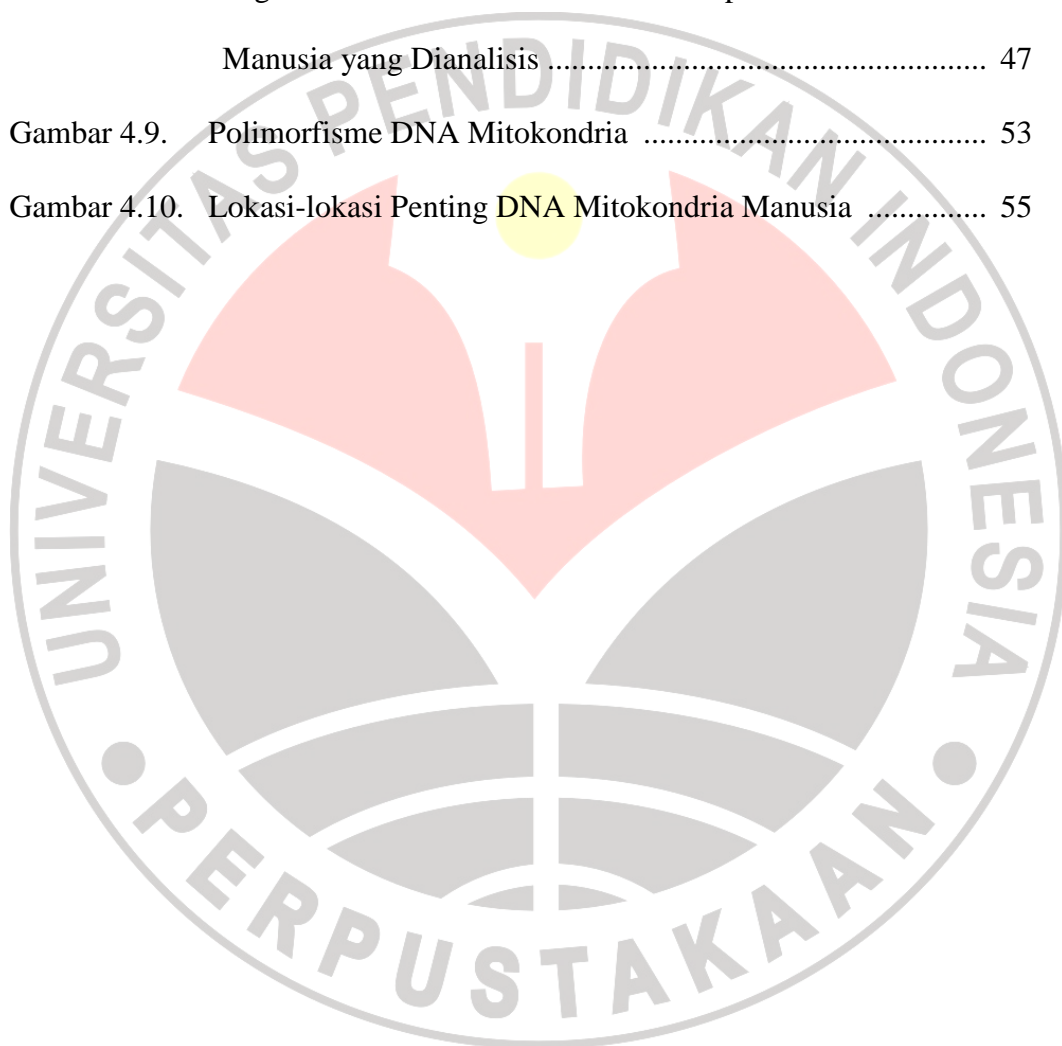 Manusia yang Dianalisis ..................................................... 47
Gambar 4.9. Polimorfisme DNA Mitokondria .......................................... 53
Gambar 4.10. Lokasi-lokasi Penting DNA Mitokondria Manusia .............. 55
UNIVERSITAS PENDIDIKAN INDONESIA
PERPUSTAKAAN